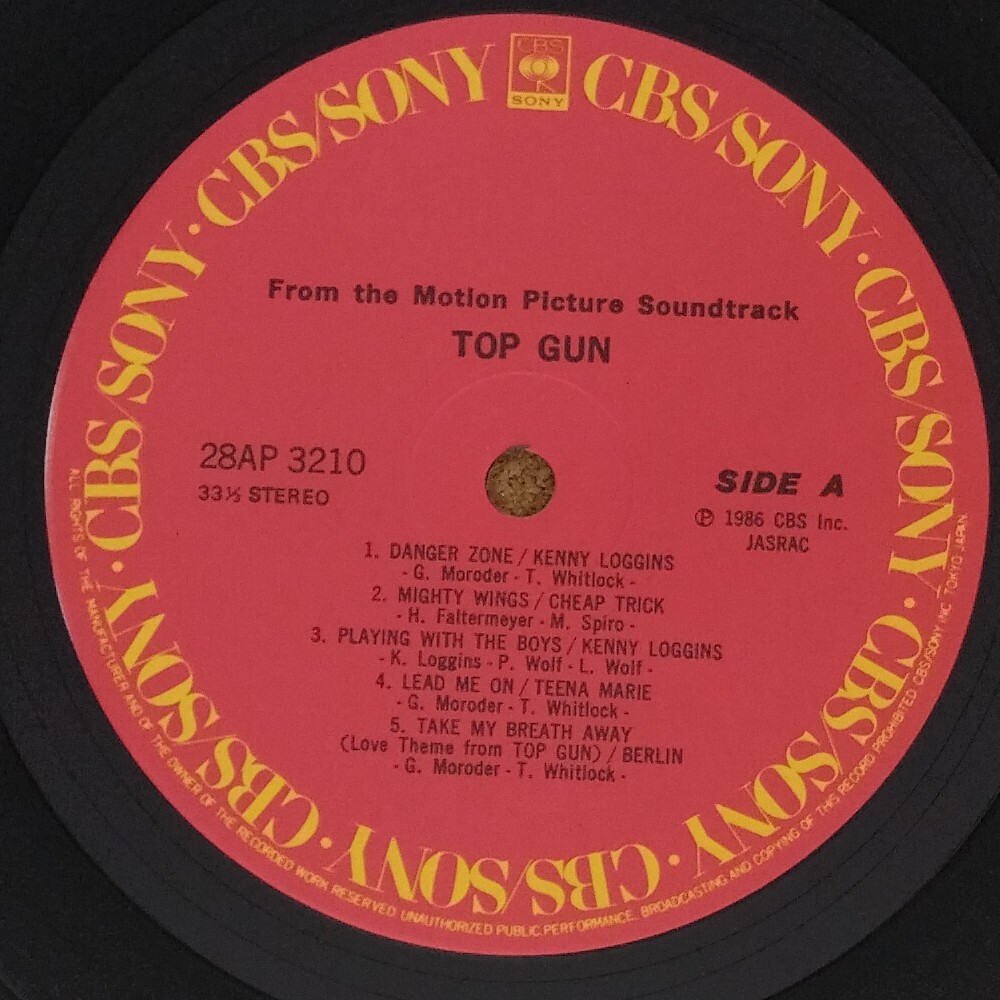 CBS
SONY
CBS/SONY · CBS/SONY · CBS/SONY · CBS/SONY · CBS/SONY · CBS/SONY · CBS/SONY · CBS/SONY · CBS/SONY
From the Motion Picture Soundtrack
TOP GUN
28AP 3210
33⅓ STEREO
SIDE A
Ⓟ 1986 CBS Inc.
JASRAC
1. DANGER ZONE / KENNY LOGGINS
- G. Moroder - T. Whitlock -
2. MIGHTY WINGS / CHEAP TRICK
- H. Faltermeyer - M. Spiro -
3. PLAYING WITH THE BOYS / KENNY LOGGINS
- K. Loggins - P. Wolf - L. Wolf -
4. LEAD ME ON / TEENA MARIE
- G. Moroder - T. Whitlock -
5. TAKE MY BREATH AWAY
(Love Theme from TOP GUN) / BERLIN
- G. Moroder - T. Whitlock -
ALL RIGHTS OF THE MANUFACTURER AND OF THE OWNER OF THE RECORDED WORK RESERVED UNAUTHORIZED PUBLIC PERFORMANCE. BROADCASTING AND COPYING OF THIS RECORD PROHIBITED CBS/SONY INC TOKYO JAPAN